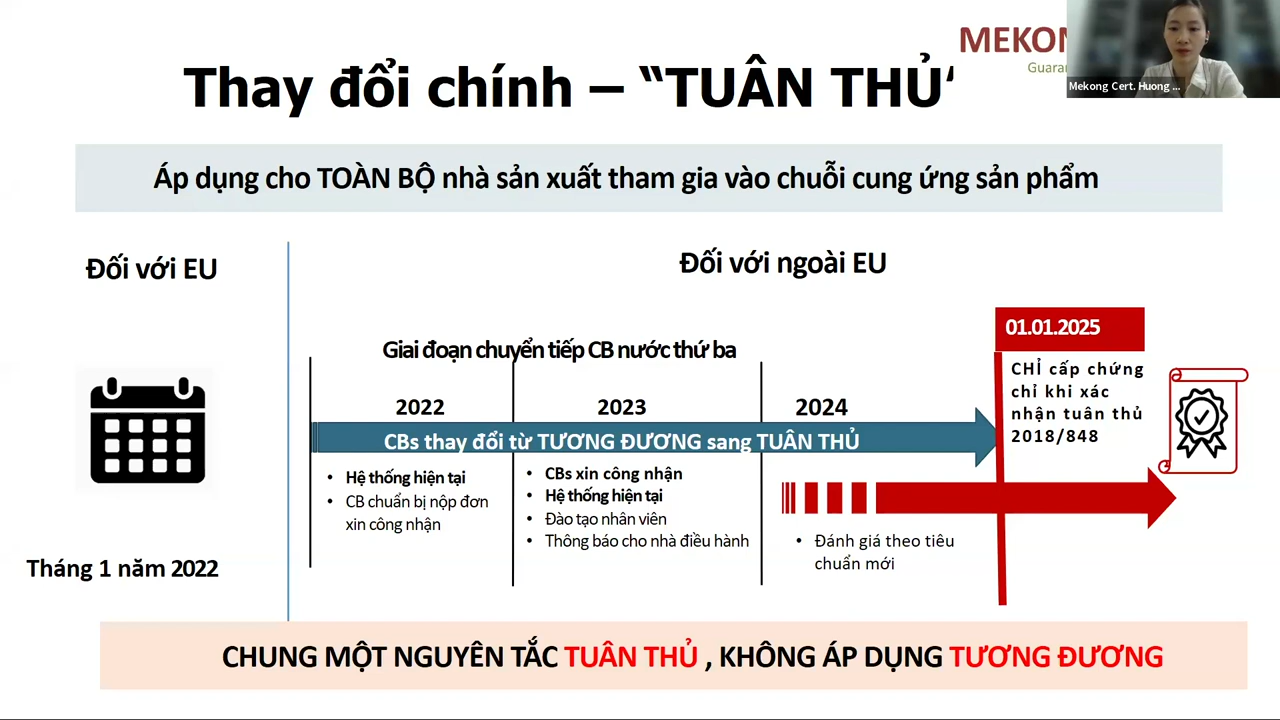 MEKON
Guaran
Mekong Cert. Huong ...
Thay đổi chính – “TUÂN THỦ“
Áp dụng cho TOÀN BỘ nhà sản xuất tham gia vào chuỗi cung ứng sản phẩm
Đối với EU
Đối với ngoài EU
01.01.2025
Giai đoạn chuyển tiếp CB nước thứ ba
CHỈ cấp chứng
chỉ khi xác
nhận tuân thủ
2018/848
2022
2023
2024
CBs thay đổi từ TƯƠNG ĐƯƠNG sang TUÂN THỦ
• Hệ thống hiện tại
• CB chuẩn bị nộp đơn
xin công nhận
• CBs xin công nhận
• Hệ thống hiện tại
• Đào tạo nhân viên
• Thông báo cho nhà điều hành
• Đánh giá theo tiêu
chuẩn mới
Tháng 1 năm 2022
CHUNG MỘT NGUYÊN TẮC TUÂN THỦ , KHÔNG ÁP DỤNG TƯƠNG ĐƯƠNG